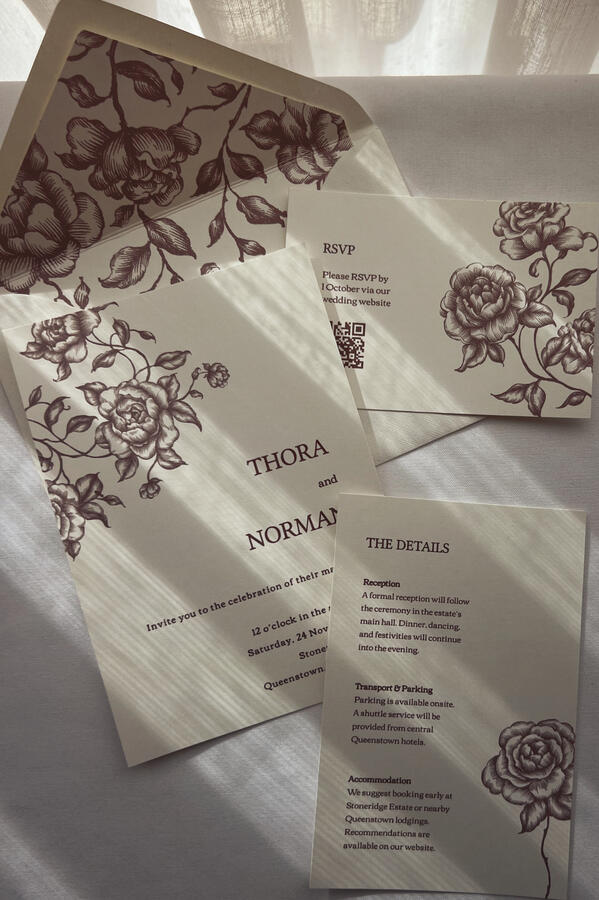 RSVP
Please RSVP by
1 October via our
wedding website
THORA
and
NORMAN
Invite you to the celebration of their
12 o'clock in the
Saturday, 24
Queenstown,
THE DETAILS
Reception
A formal reception will follow
the ceremony in the estate's
main hall. Dinner, dancing,
and festivities will continue
into the evening.
Transport & Parking
Parking is available onsite.
A shuttle service will be
provided from central
Queenstown hotels.
Accommodation
We suggest booking early at
Stoneridge Estate or nearby
Queenstown lodgings.
Recommendations are
available on our website.